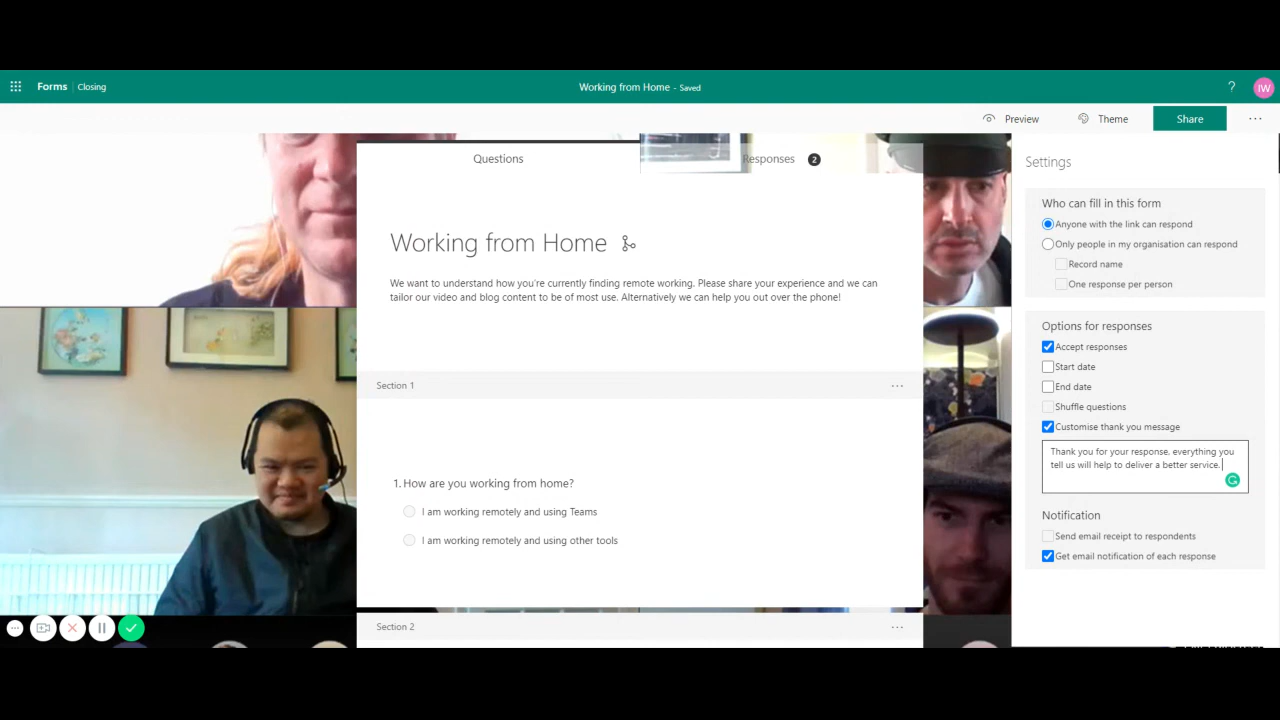 Forms | Closing
Working from Home - Saved
?
IW
Preview
Theme
Share
Questions
Responses 2
Working from Home
We want to understand how you're currently finding remote working. Please share your experience and we can
tailor our video and blog content to be of most use. Alternatively we can help you out over the phone!
Section 1
1. How are you working from home?
I am working remotely and using Teams
I am working remotely and using other tools
Section 2
Settings
Who can fill in this form
Anyone with the link can respond
Only people in my organisation can respond
Record name
One response per person
Options for responses
Accept responses
Start date
End date
Shuffle questions
Customise thank you message
Thank you for your response. everything you
tell us will help to deliver a better service.
Notification
Send email receipt to respondents
Get email notification of each response